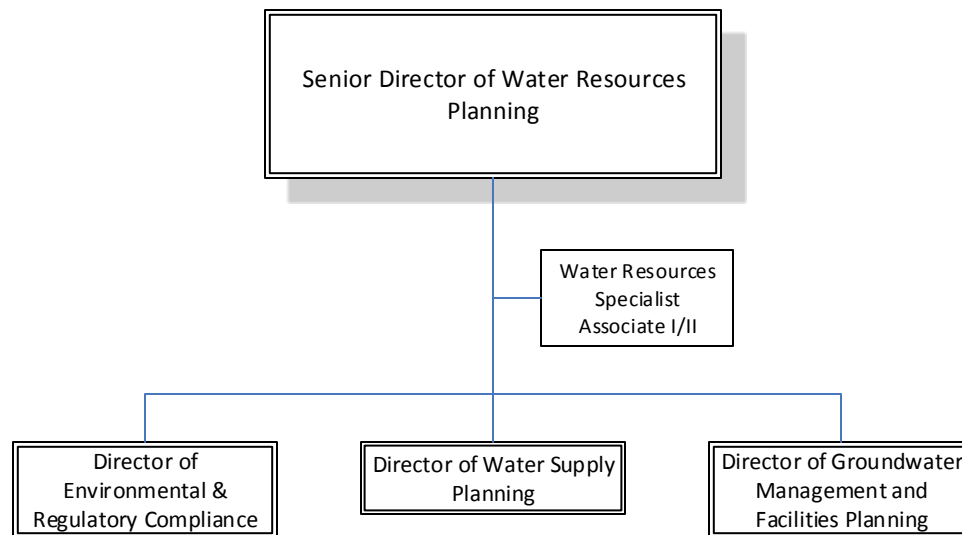 Senior Director of Water Resources
Planning
Water Resources
Specialist
Associate I/II
Director of
Environmental &
Regulatory Compliance
Director of Water Supply
Planning
Director of Groundwater
Management and
Facilities Planning